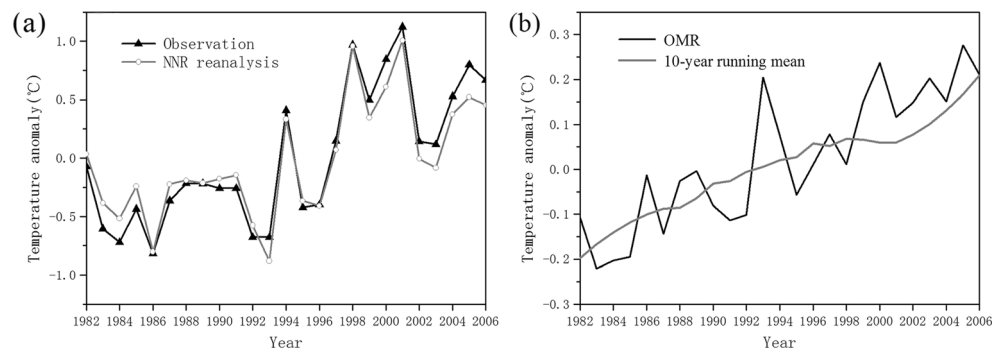 (a)
Temperature anomaly(℃)
1.0
0.5
0.0
-0.5
-1.0
Observation
NNR reanalysis
1982 1984 1986 1988 1990 1992 1994 1996 1998 2000 2002 2004 2006
Year
(b)
Temperature anomaly(℃)
0.3
0.2
0.1
0.0
-0.1
-0.2
-0.3
OMR
10-year running mean
1982 1984 1986 1988 1990 1992 1994 1996 1998 2000 2002 2004 2006
Year